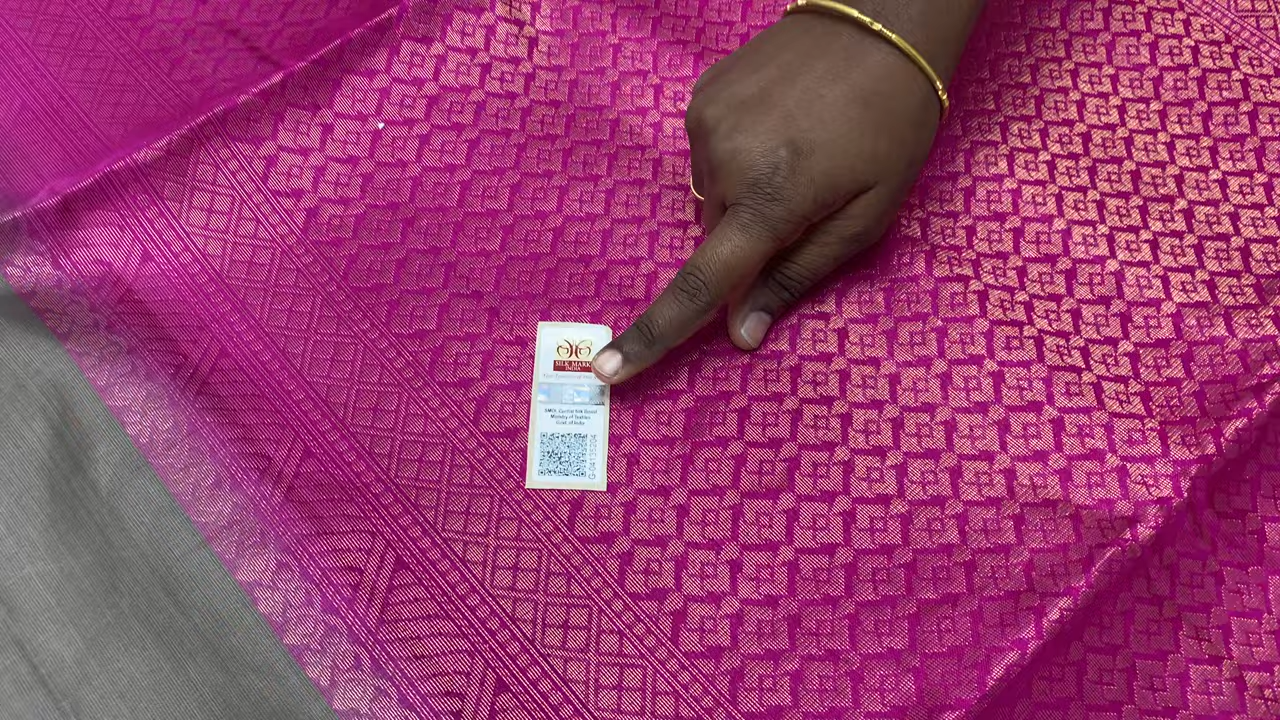 SILK MARK
INDIA
SMOI, Central Silk Board
Ministry of Textiles
Govt. of India